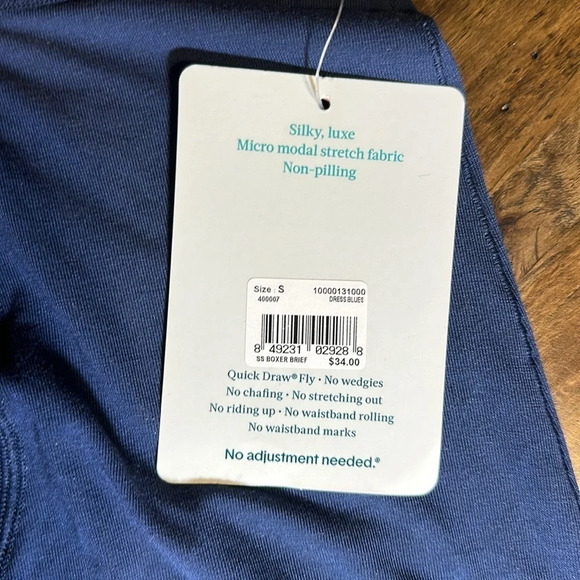 Silky, luxe
Micro modal stretch fabric
Non-pilling
Size : S 10000131000
400007 DRESS BLUES
8 49231 02928 8
SS BOXER BRIEF $34.00
Quick Draw® Fly • No wedgies
No chafing • No stretching out
No riding up • No waistband rolling
No waistband marks
No adjustment needed.®